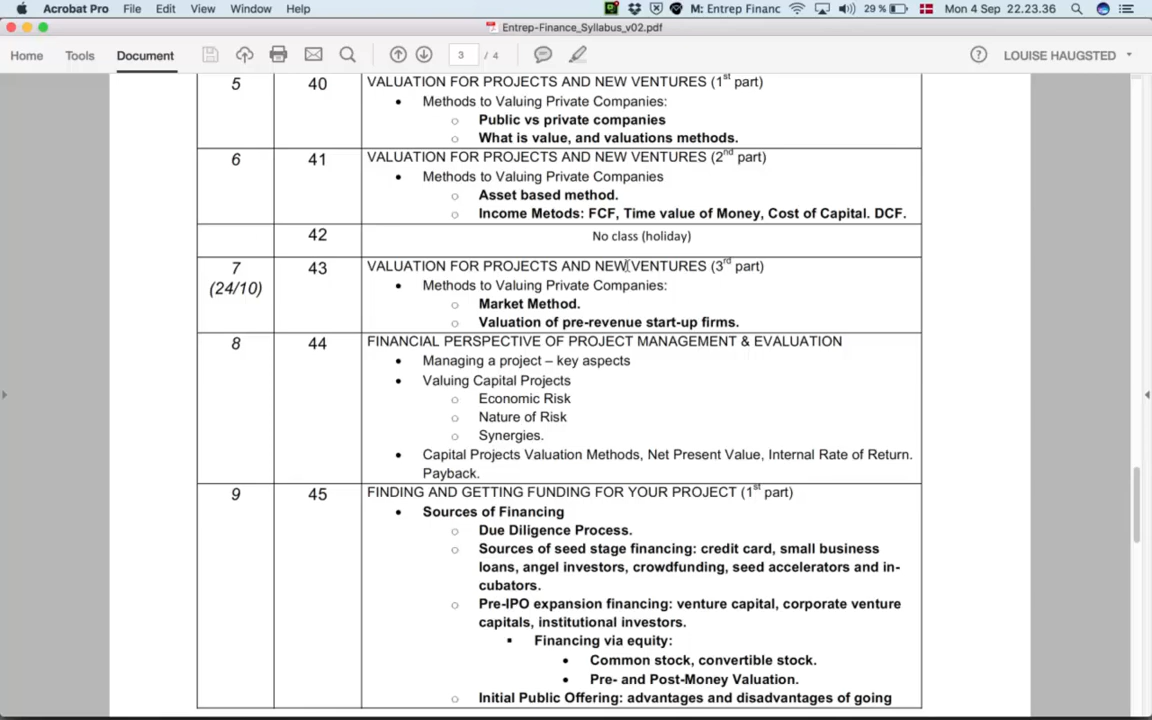 Acrobat Pro File Edit View Window Help M: Entrep Financ 29 % Mon 4 Sep 22.23.36
Entrep-Finance_Syllabus_v02.pdf
Home Tools Document 3 / 4 LOUISE HAUGSTED
5 40 VALUATION FOR PROJECTS AND NEW VENTURES (1st part)
• Methods to Valuing Private Companies:
○ Public vs private companies
○ What is value, and valuations methods.
6 41 VALUATION FOR PROJECTS AND NEW VENTURES (2nd part)
• Methods to Valuing Private Companies
○ Asset based method.
○ Income Metods: FCF, Time value of Money, Cost of Capital. DCF.
42 No class (holiday)
7 43 VALUATION FOR PROJECTS AND NEW VENTURES (3rd part)
(24/10) • Methods to Valuing Private Companies:
○ Market Method.
○ Valuation of pre-revenue start-up firms.
8 44 FINANCIAL PERSPECTIVE OF PROJECT MANAGEMENT & EVALUATION
• Managing a project – key aspects
• Valuing Capital Projects
○ Economic Risk
○ Nature of Risk
○ Synergies.
• Capital Projects Valuation Methods, Net Present Value, Internal Rate of Return.
Payback.
9 45 FINDING AND GETTING FUNDING FOR YOUR PROJECT (1st part)
• Sources of Financing
○ Due Diligence Process.
○ Sources of seed stage financing: credit card, small business
loans, angel investors, crowdfunding, seed accelerators and in-
cubators.
○ Pre-IPO expansion financing: venture capital, corporate venture
capitals, institutional investors.
▪ Financing via equity:
• Common stock, convertible stock.
• Pre- and Post-Money Valuation.
○ Initial Public Offering: advantages and disadvantages of going